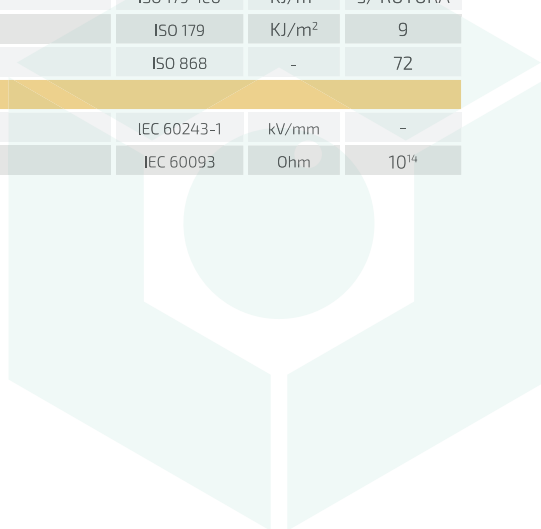 ISO 179 KJ/m² 9
ISO 868 - 72
IEC 60243-1 kV/mm -
IEC 60093 Ohm 10¹⁴